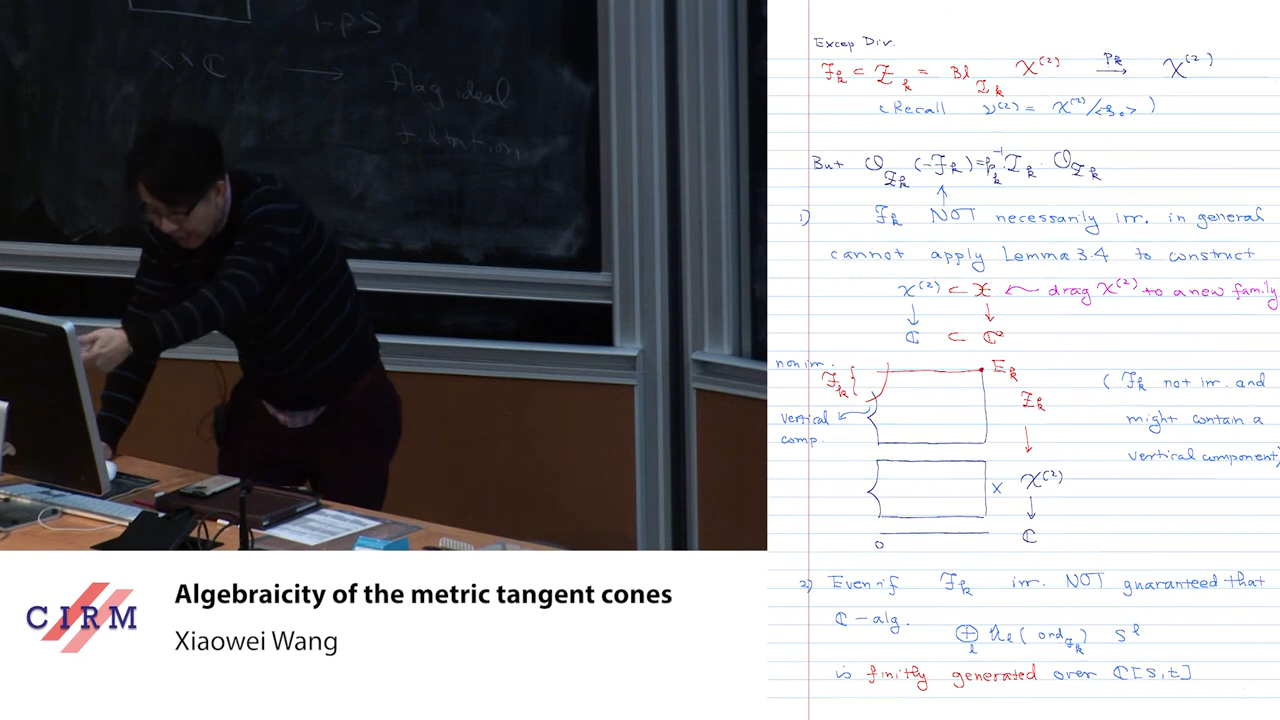 1-PS
X × ℂ → flag ideal
filtration
CIRM
Algebraicity of the metric tangent cones
Xiaowei Wang
Excep Div.
ℱ_k ⊂ 𝒵_k = Bl_{ℐ_k} 𝒳^{(2)} →^{p_k} 𝒳^{(2)}
(Recall 𝒱^{(2)} = 𝒳^{(2)}/<ξ_0>)
But 𝒪_{𝒵_k}(-ℱ_k) = p_k^{-1} ℐ_k · 𝒪_{𝒵_k}
1) ℱ_k NOT necessarily irr. in general
cannot apply Lemma 3.4 to construct
𝒳^{(2)} ⊂ 𝒳 ← drag 𝒳^{(2)} to a new family
↓ ↓
ℂ ⊂ ℂ²
non irr.
ℱ_k {
E_k
𝒵_k
(ℱ_k not irr. and
might contain a
vertical component)
vertical
comp.
↓
× 𝒳^{(2)}
↓
0 ℂ
2) Even if ℱ_k irr. NOT guaranteed that
ℂ-alg.
⊕_l (ord_{ℱ_k}) s^l
is finitly generated over ℂ[s,t]